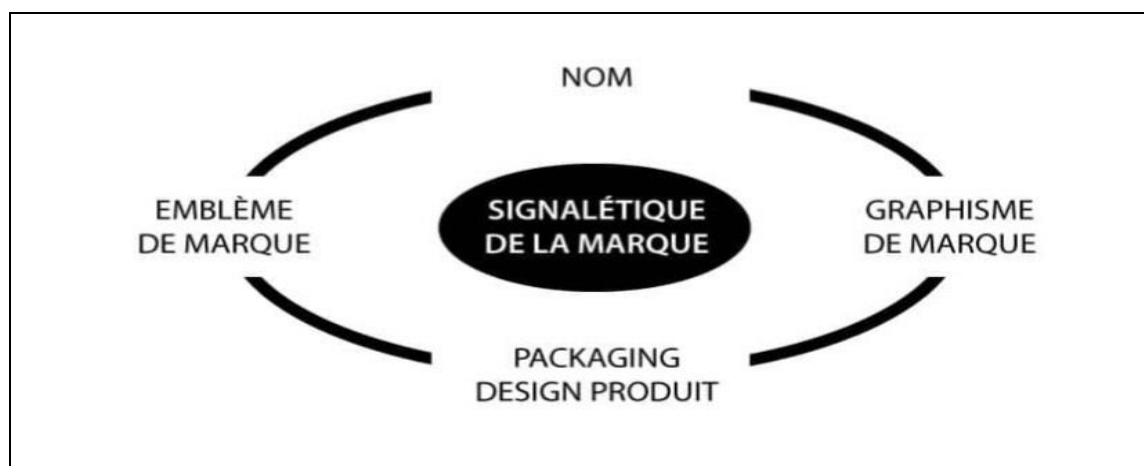 NOM
EMBLÈME
DE MARQUE
SIGNALÉTIQUE
DE LA MARQUE
GRAPHISME
DE MARQUE
PACKAGING
DESIGN PRODUIT